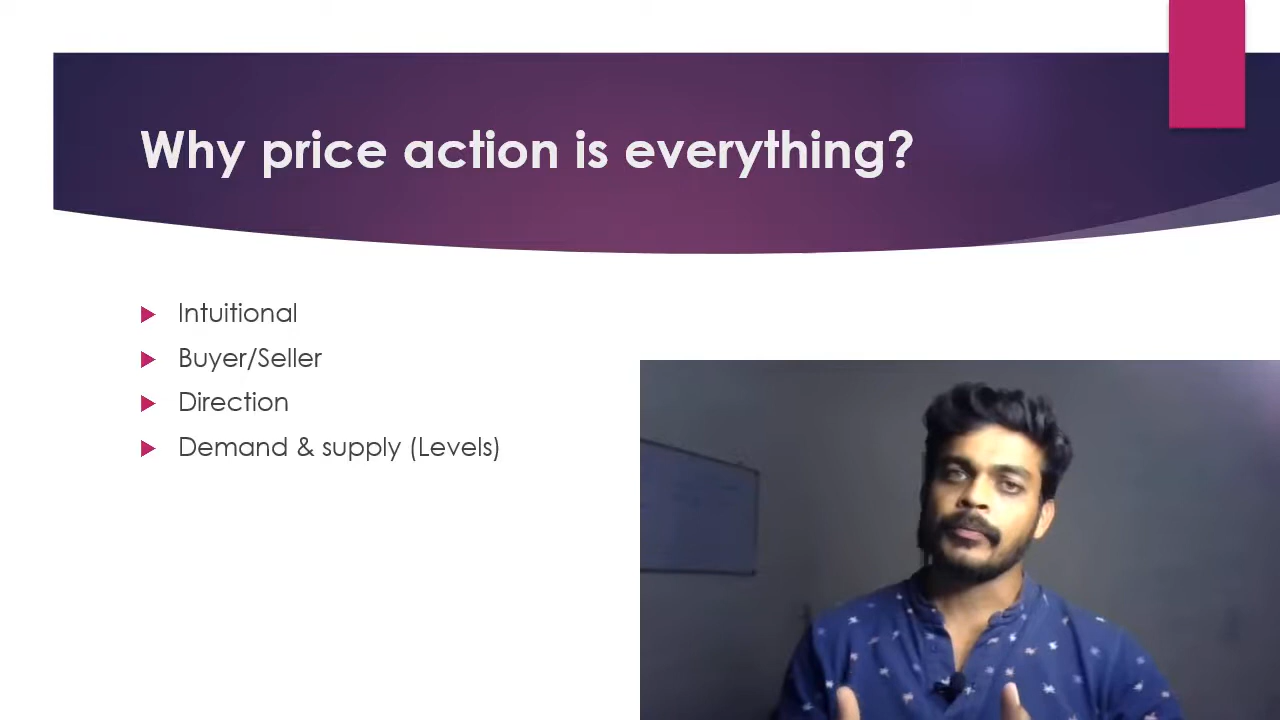 Why price action is everything?
Intuitional
Buyer/Seller
Direction
Demand & supply (Levels)